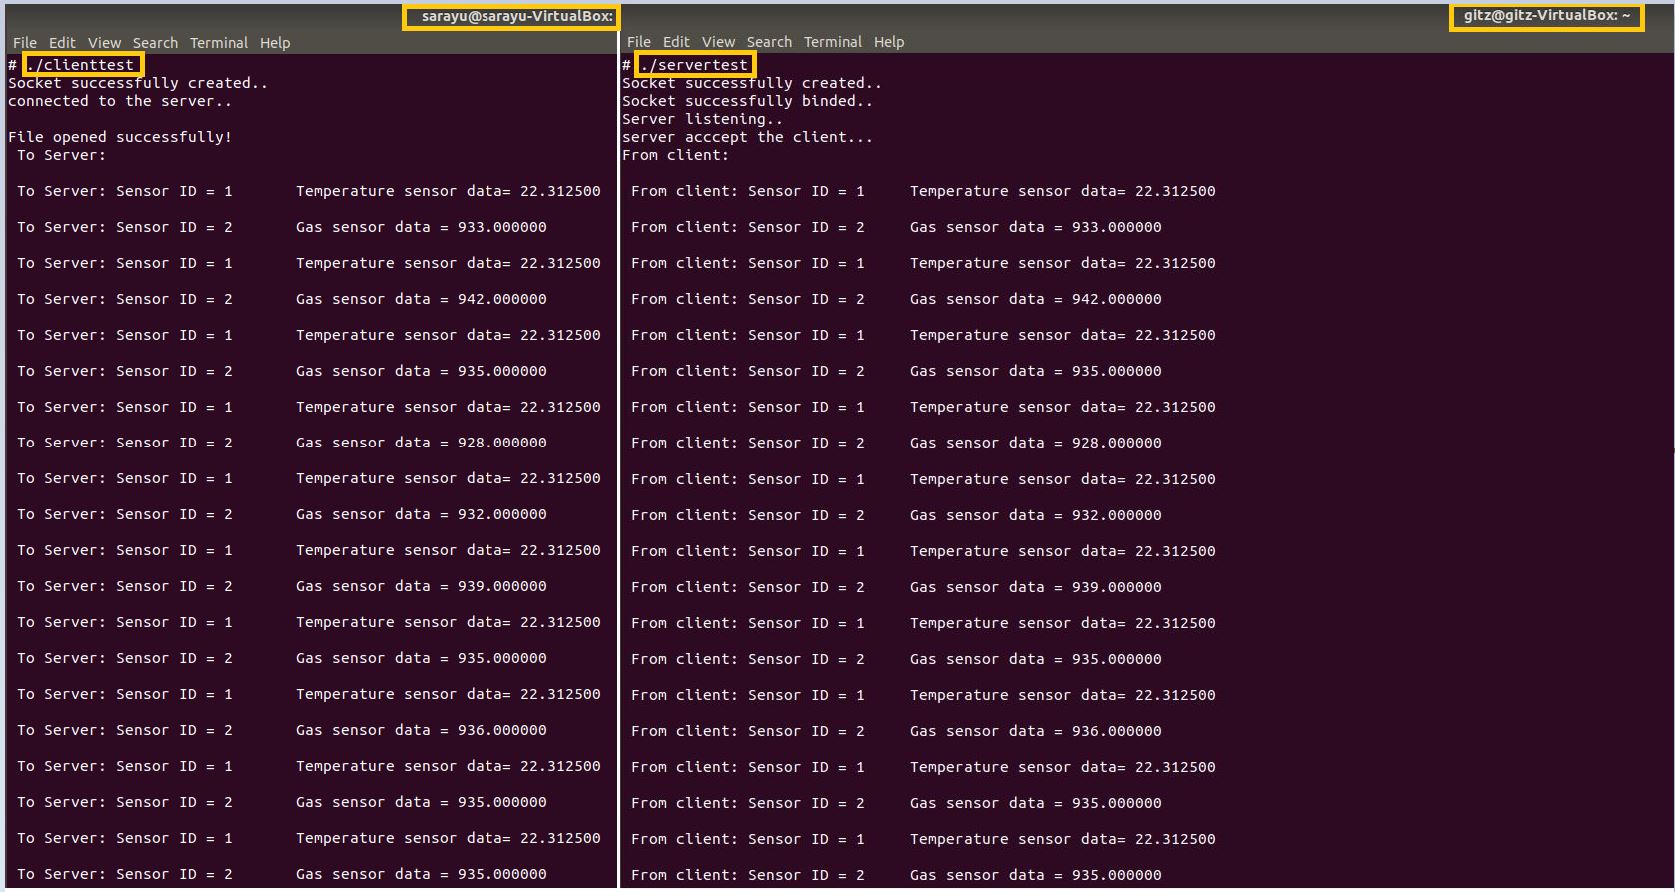 sarayu@sarayu-VirtualBox:
File Edit View Search Terminal Help
# ./clienttest
Socket successfully created..
connected to the server..
File opened successfully!
To Server:
To Server: Sensor ID = 1 Temperature sensor data= 22.312500
To Server: Sensor ID = 2 Gas sensor data = 933.000000
To Server: Sensor ID = 1 Temperature sensor data= 22.312500
To Server: Sensor ID = 2 Gas sensor data = 942.000000
To Server: Sensor ID = 1 Temperature sensor data= 22.312500
To Server: Sensor ID = 2 Gas sensor data = 935.000000
To Server: Sensor ID = 1 Temperature sensor data= 22.312500
To Server: Sensor ID = 2 Gas sensor data = 928.000000
To Server: Sensor ID = 1 Temperature sensor data= 22.312500
To Server: Sensor ID = 2 Gas sensor data = 932.000000
To Server: Sensor ID = 1 Temperature sensor data= 22.312500
To Server: Sensor ID = 2 Gas sensor data = 939.000000
To Server: Sensor ID = 1 Temperature sensor data= 22.312500
To Server: Sensor ID = 2 Gas sensor data = 935.000000
To Server: Sensor ID = 1 Temperature sensor data= 22.312500
To Server: Sensor ID = 2 Gas sensor data = 936.000000
To Server: Sensor ID = 1 Temperature sensor data= 22.312500
To Server: Sensor ID = 2 Gas sensor data = 935.000000
To Server: Sensor ID = 1 Temperature sensor data= 22.312500
To Server: Sensor ID = 2 Gas sensor data = 935.000000
gitz@gitz-VirtualBox: ~
File Edit View Search Terminal Help
# ./servertest
Socket successfully created..
Socket successfully binded..
Server listening..
server acccept the client...
From client:
From client: Sensor ID = 1 Temperature sensor data= 22.312500
From client: Sensor ID = 2 Gas sensor data = 933.000000
From client: Sensor ID = 1 Temperature sensor data= 22.312500
From client: Sensor ID = 2 Gas sensor data = 942.000000
From client: Sensor ID = 1 Temperature sensor data= 22.312500
From client: Sensor ID = 2 Gas sensor data = 935.000000
From client: Sensor ID = 1 Temperature sensor data= 22.312500
From client: Sensor ID = 2 Gas sensor data = 928.000000
From client: Sensor ID = 1 Temperature sensor data= 22.312500
From client: Sensor ID = 2 Gas sensor data = 932.000000
From client: Sensor ID = 1 Temperature sensor data= 22.312500
From client: Sensor ID = 2 Gas sensor data = 939.000000
From client: Sensor ID = 1 Temperature sensor data= 22.312500
From client: Sensor ID = 2 Gas sensor data = 935.000000
From client: Sensor ID = 1 Temperature sensor data= 22.312500
From client: Sensor ID = 2 Gas sensor data = 936.000000
From client: Sensor ID = 1 Temperature sensor data= 22.312500
From client: Sensor ID = 2 Gas sensor data = 935.000000
From client: Sensor ID = 1 Temperature sensor data= 22.312500
From client: Sensor ID = 2 Gas sensor data = 935.000000